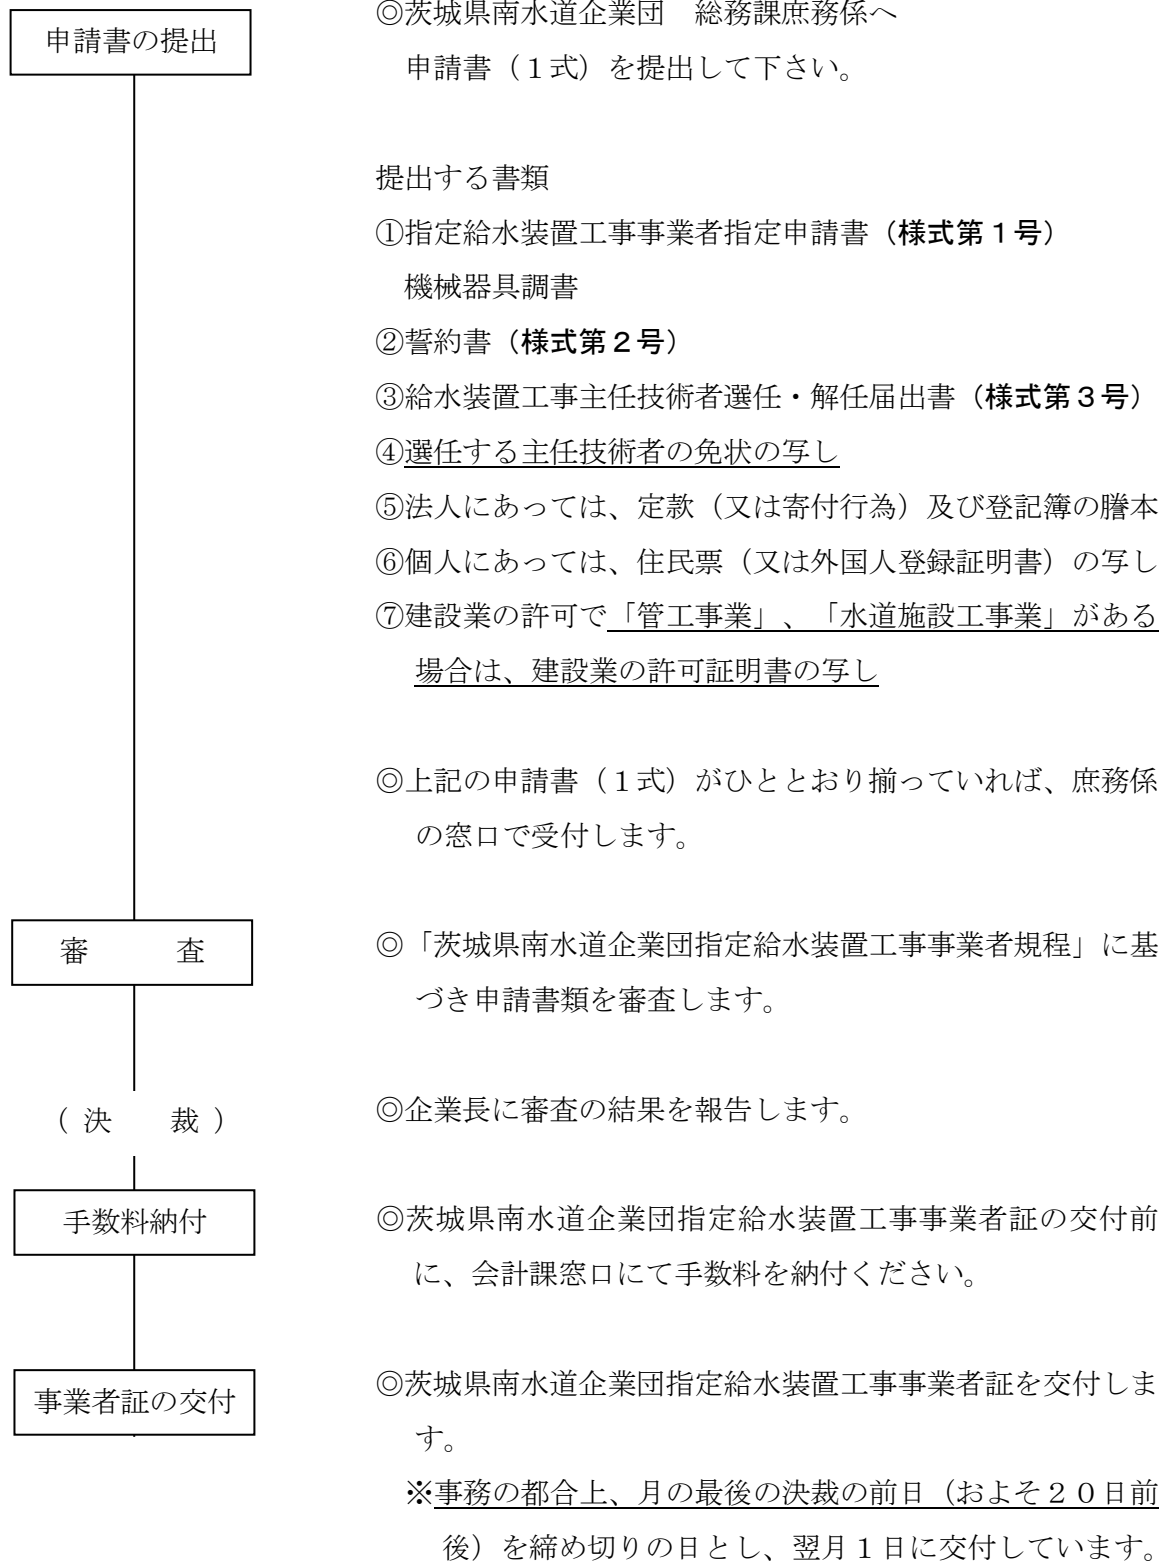 申請書の提出
◎茨城県南水道企業団　総務課庶務係へ
申請書（１式）を提出して下さい。
提出する書類
①指定給水装置工事事業者指定申請書（様式第１号）
機械器具調書
②誓約書（様式第２号）
③給水装置工事主任技術者選任・解任届出書（様式第３号）
④選任する主任技術者の免状の写し
⑤法人にあっては、定款（又は寄付行為）及び登記簿の謄本
⑥個人にあっては、住民票（又は外国人登録証明書）の写し
⑦建設業の許可で「管工事業」、「水道施設工事業」がある
場合は、建設業の許可証明書の写し
◎上記の申請書（１式）がひととおり揃っていれば、庶務係
の窓口で受付します。
審　　　査
◎「茨城県南水道企業団指定給水装置工事事業者規程」に基
づき申請書類を審査します。
（決　　裁）
◎企業長に審査の結果を報告します。
手数料納付
◎茨城県南水道企業団指定給水装置工事事業者証の交付前
に、会計課窓口にて手数料を納付ください。
事業者証の交付
◎茨城県南水道企業団指定給水装置工事事業者証を交付しま
す。
※事務の都合上、月の最後の決裁の前日（およそ２０日前
後）を締め切りの日とし、翌月１日に交付しています。